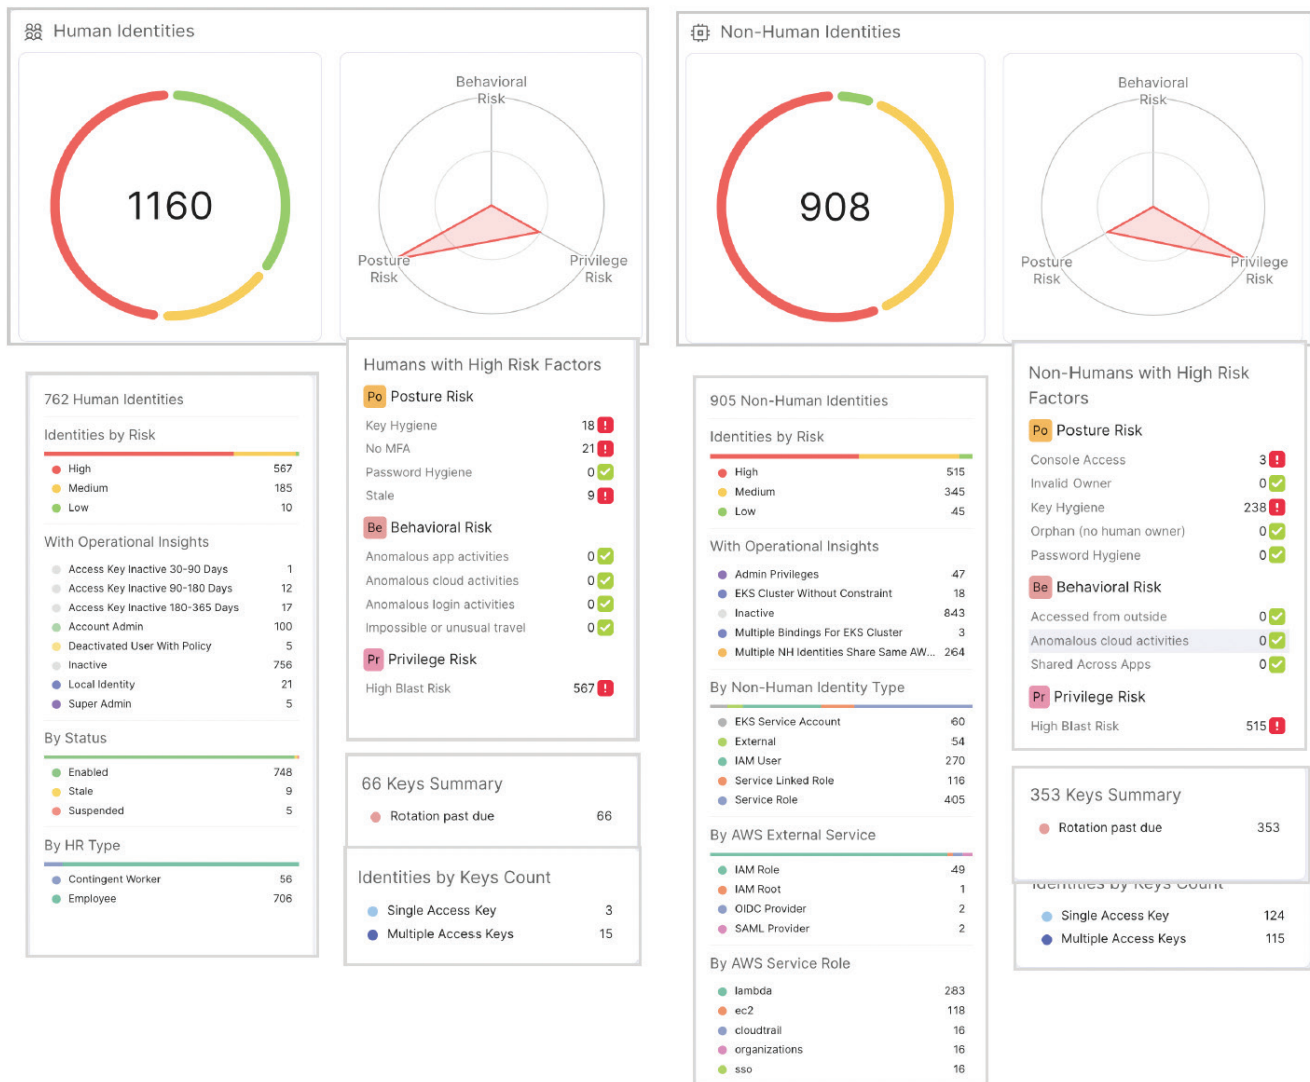 Human Identities
1160
Behavioral
Risk
Posture
Risk
Privilege
Risk
762 Human Identities
Identities by Risk
High 567
Medium 185
Low 10
With Operational Insights
Access Key Inactive 30-90 Days 1
Access Key Inactive 90-180 Days 12
Access Key Inactive 180-365 Days 17
Account Admin 100
Deactivated User With Policy 5
Inactive 756
Local Identity 21
Super Admin 5
By Status
Enabled 748
Stale 9
Suspended 5
By HR Type
Contingent Worker 56
Employee 706
Humans with High Risk Factors
Po Posture Risk
Key Hygiene 18
No MFA 21
Password Hygiene 0
Stale 9
Be Behavioral Risk
Anomalous app activities 0
Anomalous cloud activities 0
Anomalous login activities 0
Impossible or unusual travel 0
Pr Privilege Risk
High Blast Risk 567
66 Keys Summary
Rotation past due 66
Identities by Keys Count
Single Access Key 3
Multiple Access Keys 15
Non-Human Identities
908
Behavioral
Risk
Posture
Risk
Privilege
Risk
905 Non-Human Identities
Identities by Risk
High 515
Medium 345
Low 45
With Operational Insights
Admin Privileges 47
EKS Cluster Without Constraint 18
Inactive 843
Multiple Bindings For EKS Cluster 3
Multiple NH Identities Share Same AW... 264
By Non-Human Identity Type
EKS Service Account 60
External 54
IAM User 270
Service Linked Role 116
Service Role 405
By AWS External Service
IAM Role 49
IAM Root 1
OIDC Provider 2
SAML Provider 2
By AWS Service Role
lambda 283
ec2 118
cloudtrail 16
organizations 16
sso 16
Non-Humans with High Risk
Factors
Po Posture Risk
Console Access 3
Invalid Owner 0
Key Hygiene 238
Orphan (no human owner) 0
Password Hygiene 0
Be Behavioral Risk
Accessed from outside 0
Anomalous cloud activities 0
Shared Across Apps 0
Pr Privilege Risk
High Blast Risk 515
353 Keys Summary
Rotation past due 353
Identities by Keys Count
Single Access Key 124
Multiple Access Keys 115